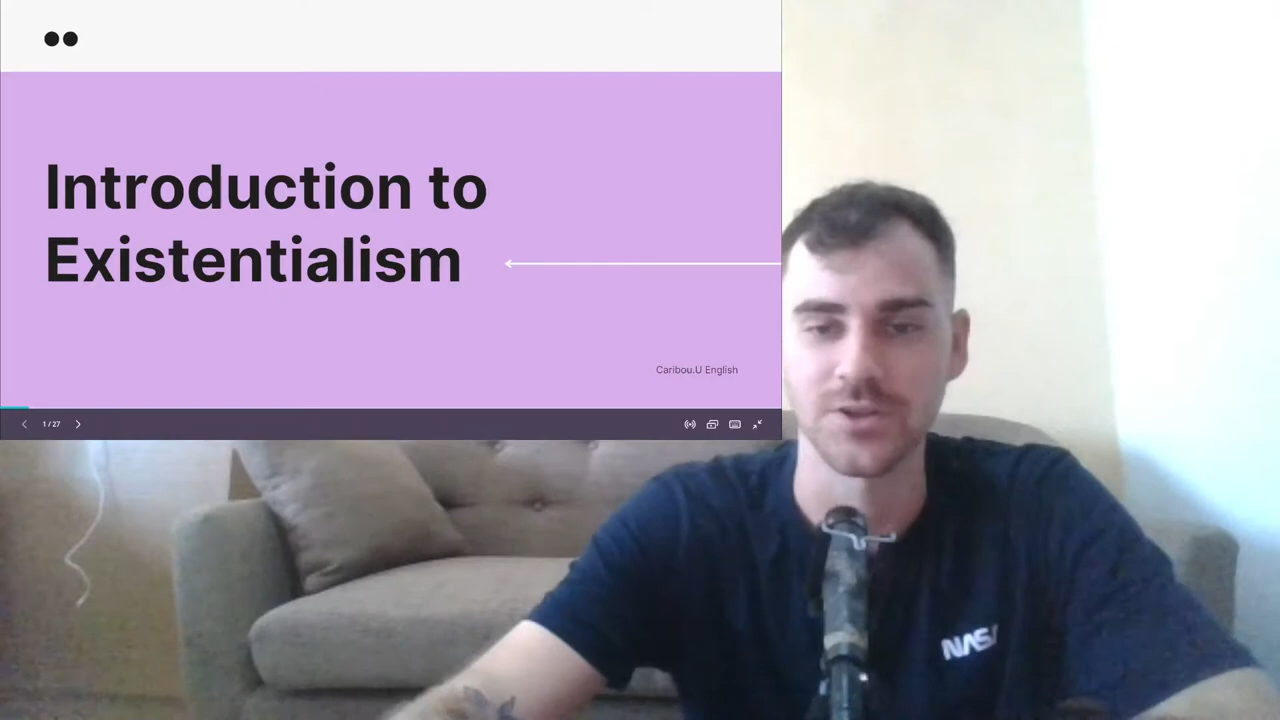 Introduction to
Existentialism
Caribou.U English
1 / 27
NASA